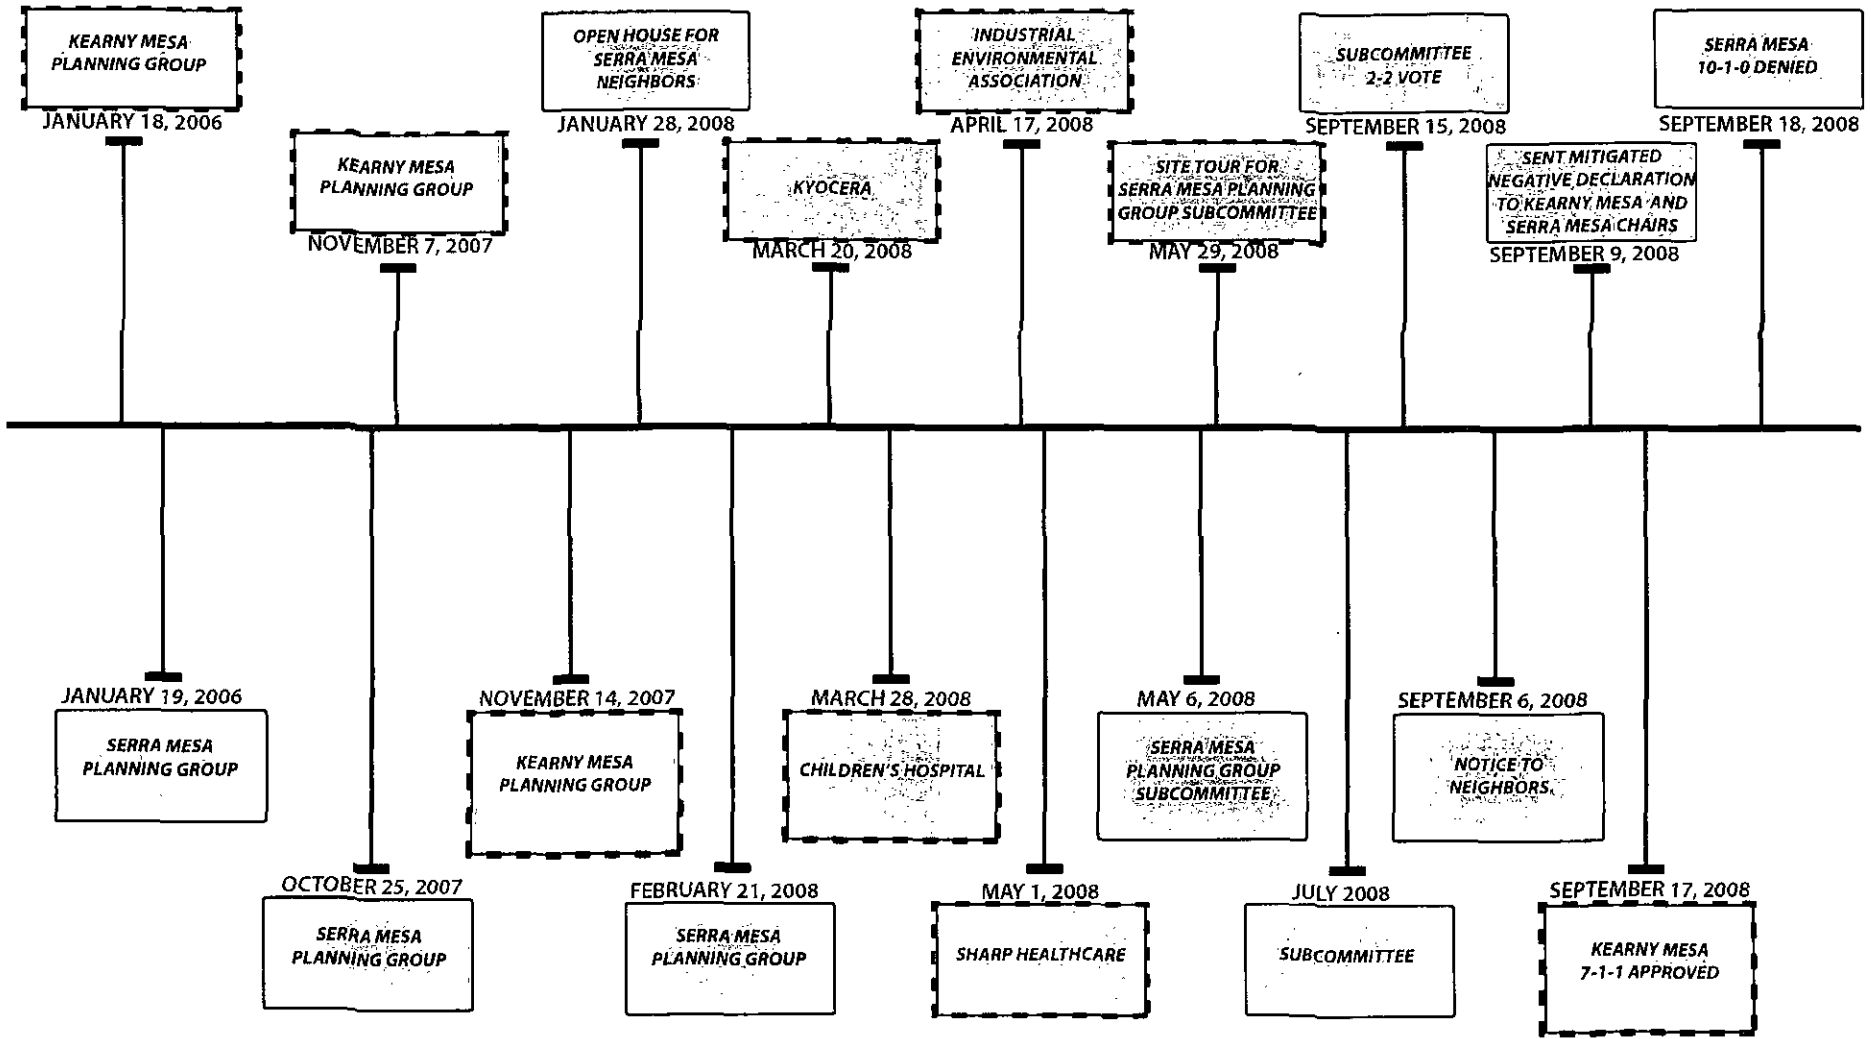 KEARNY MESA
PLANNING GROUP
JANUARY 18, 2006
KEARNY MESA
PLANNING GROUP
NOVEMBER 7, 2007
OPEN HOUSE FOR
SERRA MESA
NEIGHBORS
JANUARY 28, 2008
KYOCERA
MARCH 20, 2008
INDUSTRIAL
ENVIRONMENTAL
ASSOCIATION
APRIL 17, 2008
SITE TOUR FOR
SERRA MESA PLANNING
GROUP SUBCOMMITTEE
MAY 29, 2008
SUBCOMMITTEE
2-2 VOTE
SEPTEMBER 15, 2008
SENT MITIGATED
NEGATIVE DECLARATION
TO KEARNY MESA AND
SERRA MESA CHAIRS
SEPTEMBER 9, 2008
SERRA MESA
10-1-0 DENIED
SEPTEMBER 18, 2008
JANUARY 19, 2006
SERRA MESA
PLANNING GROUP
OCTOBER 25, 2007
SERRA MESA
PLANNING GROUP
NOVEMBER 14, 2007
KEARNY MESA
PLANNING GROUP
FEBRUARY 21, 2008
SERRA MESA
PLANNING GROUP
MARCH 28, 2008
CHILDREN'S HOSPITAL
MAY 1, 2008
SHARP HEALTHCARE
MAY 6, 2008
SERRA MESA
PLANNING GROUP
SUBCOMMITTEE
JULY 2008
SUBCOMMITTEE
SEPTEMBER 6, 2008
NOTICE TO
NEIGHBORS
SEPTEMBER 17, 2008
KEARNY MESA
7-1-1 APPROVED